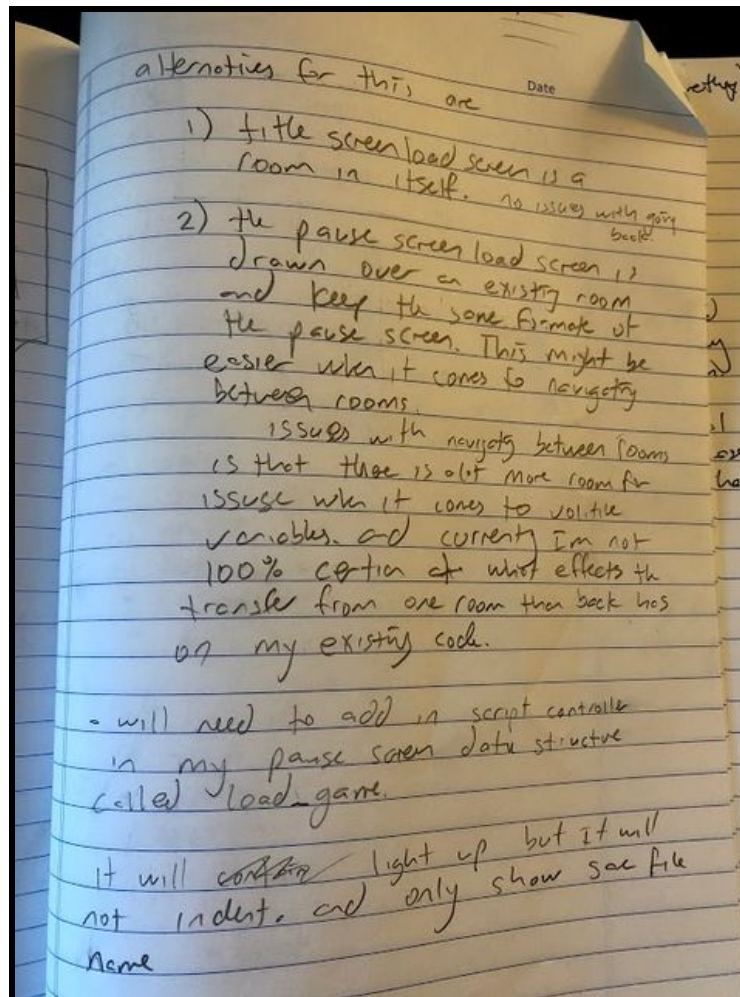 alternatives for this are
Date
1) title screen load screen is a
room in itself. no issues with going
back.
2) the pause screen load screen is
drawn over an existing room
and keep the same formate of
the pause screen. This might be
easier when it comes to navigatry
between rooms.
issues with navigaty between rooms
is that there is alot more room for
issuse when it comes to volitile
variables. and currenty Im not
100% certian of what effects the
transfer from one room then back has
on my existing code.
- will need to add in script controller
in my pause screen data structure
called load_game.
It will light up but it will
not indent. and only show save file
name